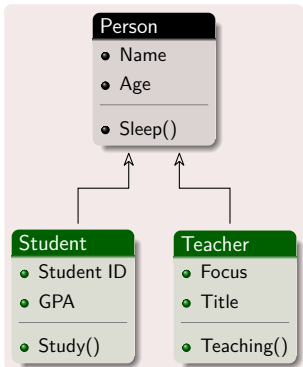 Person
Name
Age
Sleep()
Student
Student ID
GPA
Study()
Teacher
Focus
Title
Teaching()